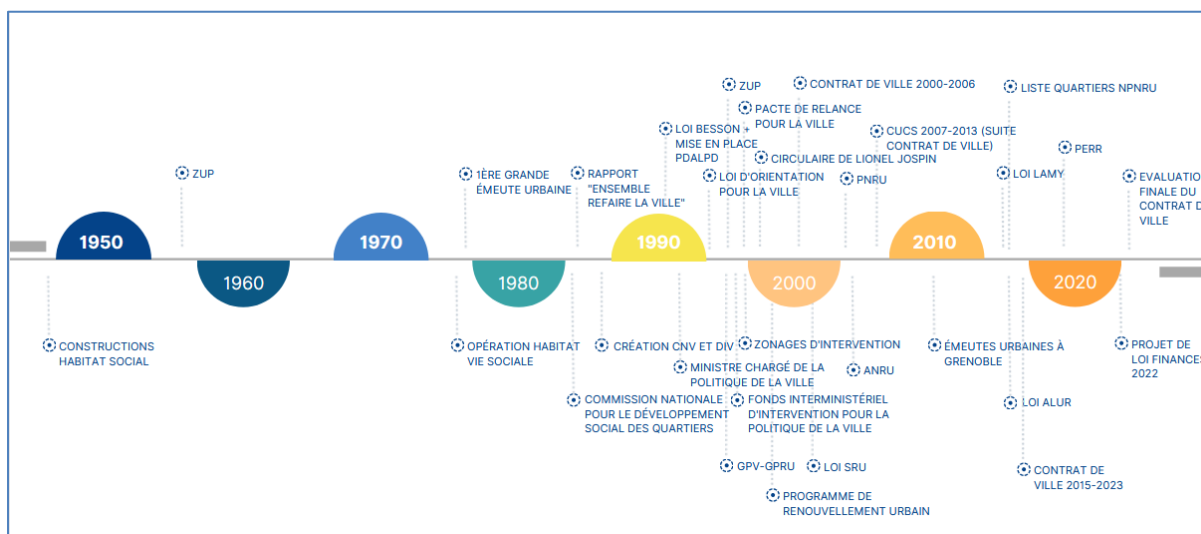 ZUP
CONTRAT DE VILLE 2000-2006
LISTE QUARTIERS NPNRU
PACTE DE RELANCE
POUR LA VILLE
LOI BESSON +
MISE EN PLACE
PDALPD
CUCS 2007-2013 (SUITE
CONTRAT DE VILLE)
PERR
CIRCULAIRE DE LIONEL JOSPIN
ZUP
1ÈRE GRANDE
ÉMEUTE URBAINE
RAPPORT
"ENSEMBLE
REFAIRE LA VILLE"
LOI D'ORIENTATION
POUR LA VILLE
PNRU
LOI LAMY
EVALUATIO
FINALE DU
CONTRAT D
VILLE
1950
1970
1990
2010
1960
1980
2000
2020
CONSTRUCTIONS
HABITAT SOCIAL
OPÉRATION HABITAT
VIE SOCIALE
CRÉATION CNV ET DIV
ZONAGES D'INTERVENTION
ÉMEUTES URBAINES À
GRENOBLE
PROJET DE
LOI FINANCES
2022
MINISTRE CHARGÉ DE LA
POLITIQUE DE LA VILLE
ANRU
COMMISSION NATIONALE
POUR LE DÉVELOPPEMENT
SOCIAL DES QUARTIERS
FONDS INTERMINISTÉRIEL
D'INTERVENTION POUR LA
POLITIQUE DE LA VILLE
LOI ALUR
GPV-GPRU
LOI SRU
CONTRAT DE
VILLE 2015-2023
PROGRAMME DE
RENOUVELLEMENT URBAIN